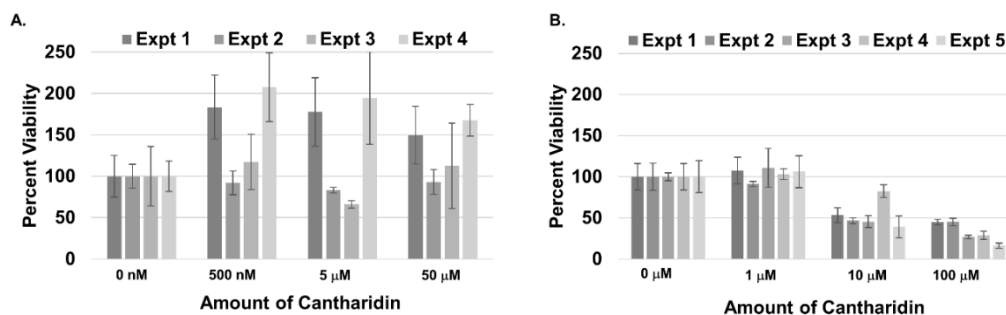 A.
Expt 1 Expt 2 Expt 3 Expt 4
250
200
150
100
50
0
Percent Viability
0 nM 500 nM 5 μM 50 μM
Amount of Cantharidin
B.
Expt 1 Expt 2 Expt 3 Expt 4 Expt 5
250
200
150
100
50
0
Percent Viability
0 μM 1 μM 10 μM 100 μM
Amount of Cantharidin